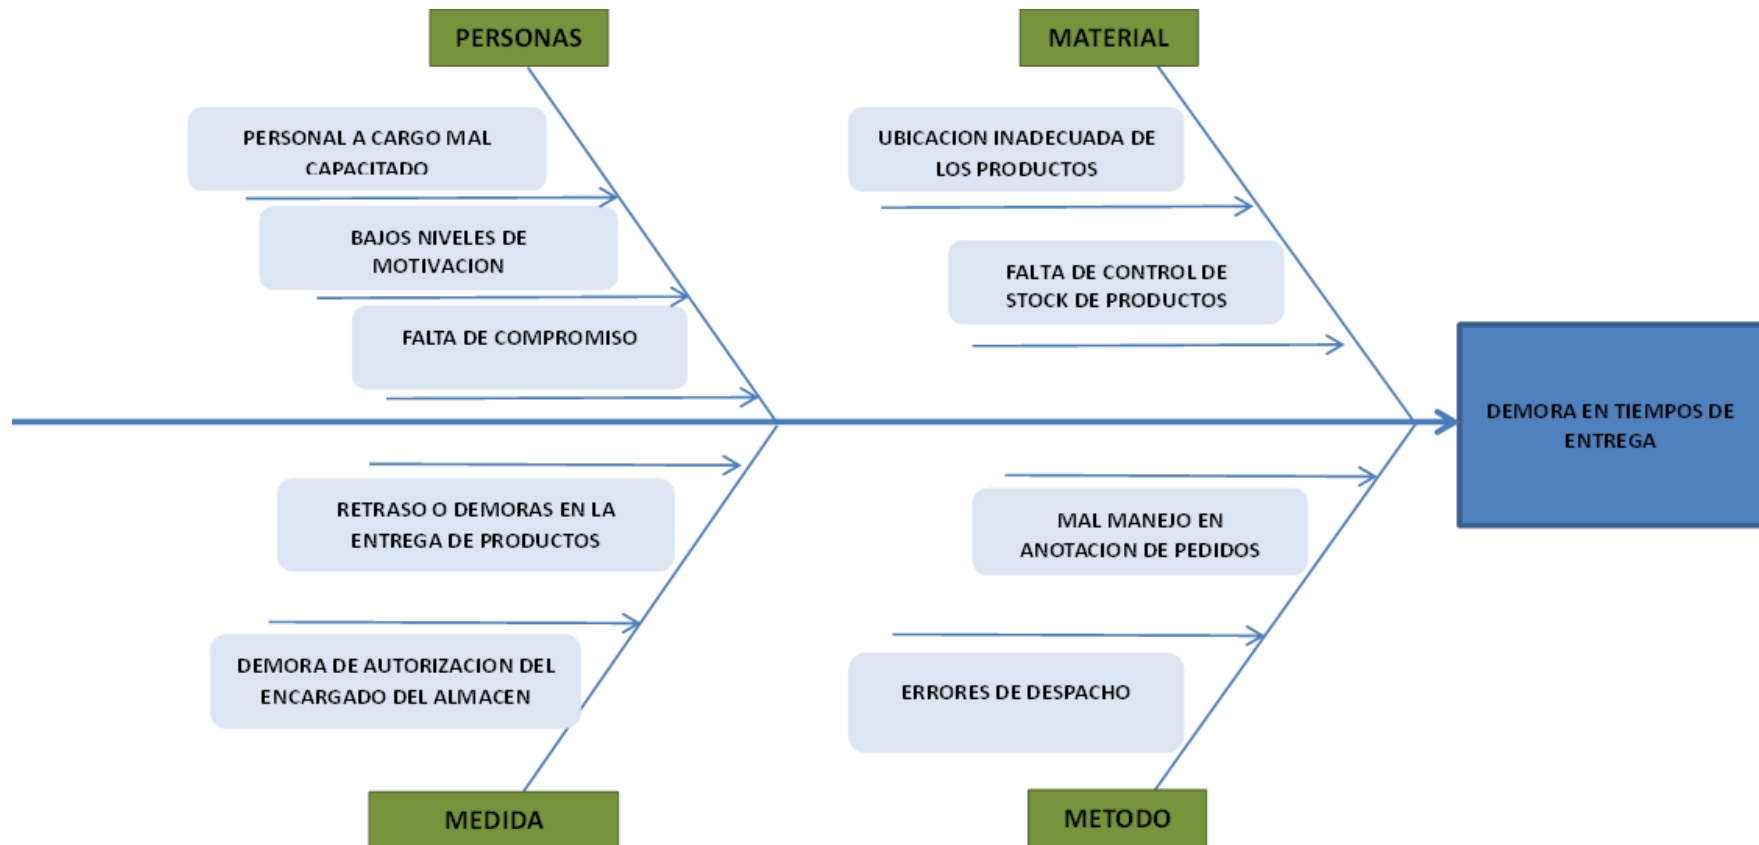 PERSONAS
MATERIAL
PERSONAL A CARGO MAL
CAPACITADO
UBICACION INADECUADA DE
LOS PRODUCTOS
BAJOS NIVELES DE
MOTIVACION
FALTA DE CONTROL DE
STOCK DE PRODUCTOS
FALTA DE COMPROMISO
DEMORA EN TIEMPOS DE
ENTREGA
RETRASO O DEMORAS EN LA
ENTREGA DE PRODUCTOS
MAL MANEJO EN
ANOTACION DE PEDIDOS
DEMORA DE AUTORIZACION DEL
ENCARGADO DEL ALMACEN
ERRORES DE DESPACHO
MEDIDA
METODO